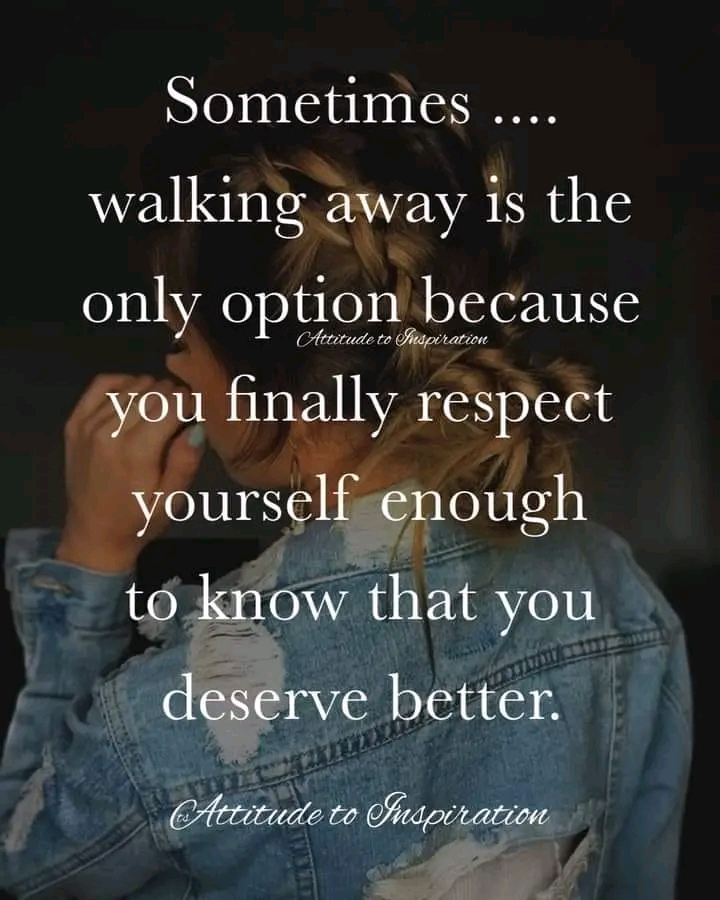 Sometimes ....
walking away is the
only option because
Attitude to Inspiration
you finally respect
yourself enough
to know that you
deserve better.
Attitude to Inspiration